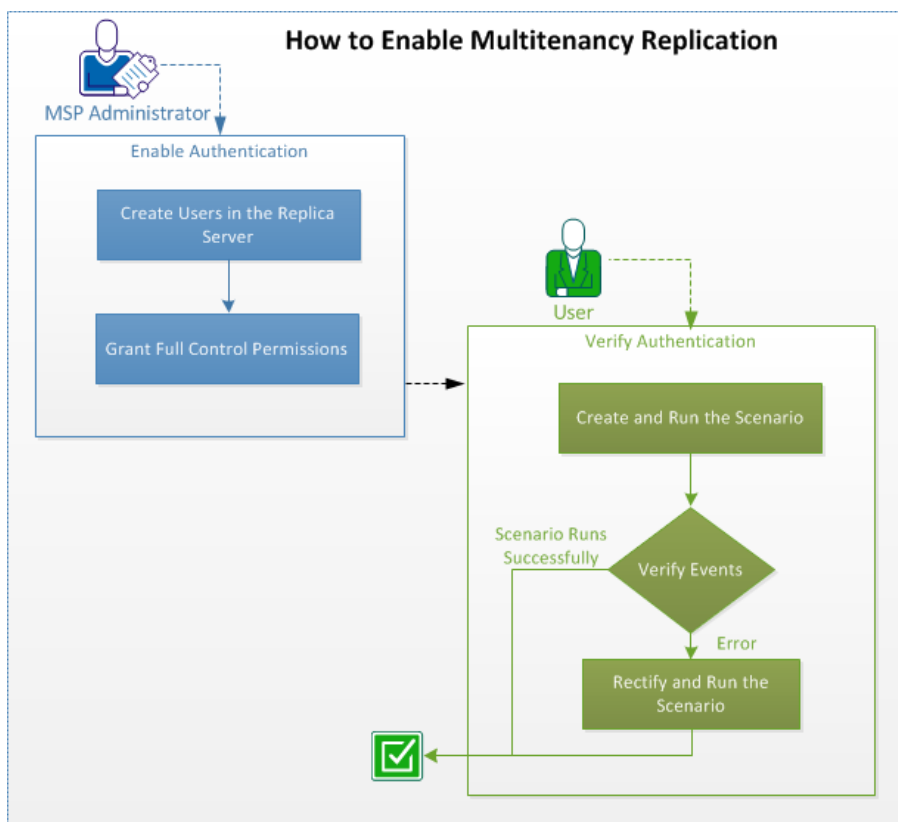 How to Enable Multitenancy Replication
MSP Administrator
Enable Authentication
Create Users in the Replica
Server
Grant Full Control Permissions
User
Verify Authentication
Create and Run the Scenario
Scenario Runs
Successfully
Verify Events
Error
Rectify and Run the
Scenario